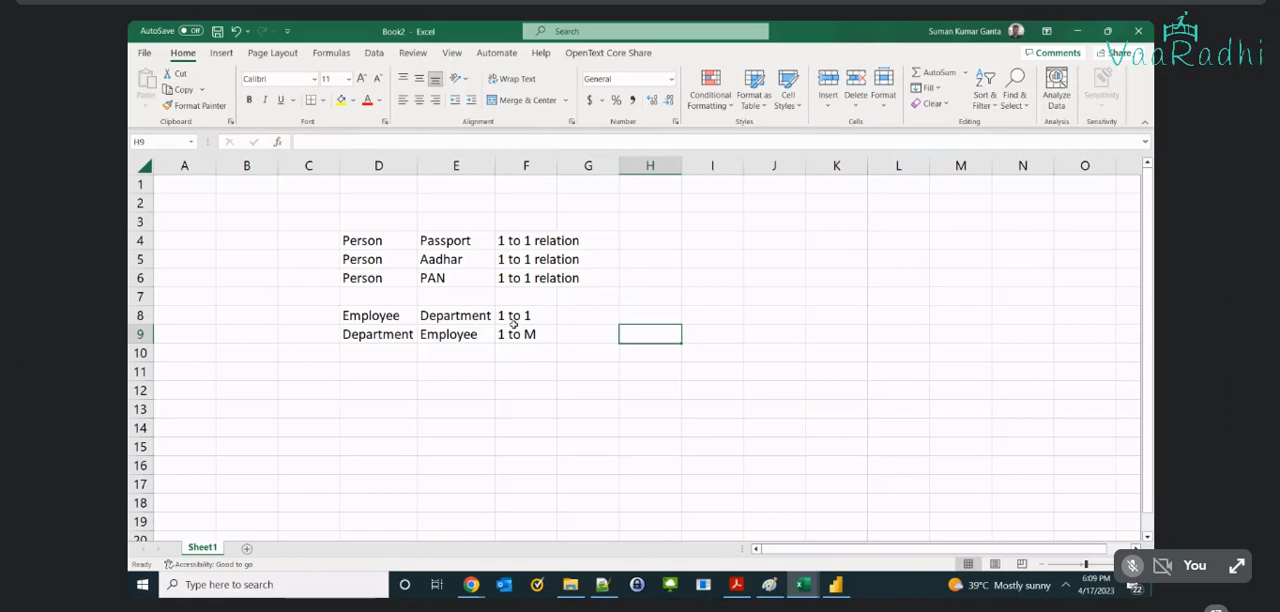 AutoSave Off Book2 - Excel Search Suman Kumar Ganta
VaaRadhi
File Home Insert Page Layout Formulas Data Review View Automate Help OpenText Core Share Comments Share
Cut Calibri 11 Wrap Text General AutoSum
Copy Fill
Paste Format Painter B I U Merge & Center $ % Conditional Formatting Format as Table Cell Styles Insert Delete Format Clear Sort & Filter Find & Select Analyze Data Sensitivity
Clipboard Font Alignment Number Styles Cells Editing Analysis Sensitivity
H9 fx
A B C D E F G H I J K L M N O
1
2
3
4 Person Passport 1 to 1 relation
5 Person Aadhar 1 to 1 relation
6 Person PAN 1 to 1 relation
7
8 Employee Department 1 to 1
9 Department Employee 1 to M
10
11
12
13
14
15
16
17
18
19
20
Sheet1
Ready Accessibility: Good to go
You
Type here to search 39°C Mostly sunny 6:09 PM
4/17/2023 22